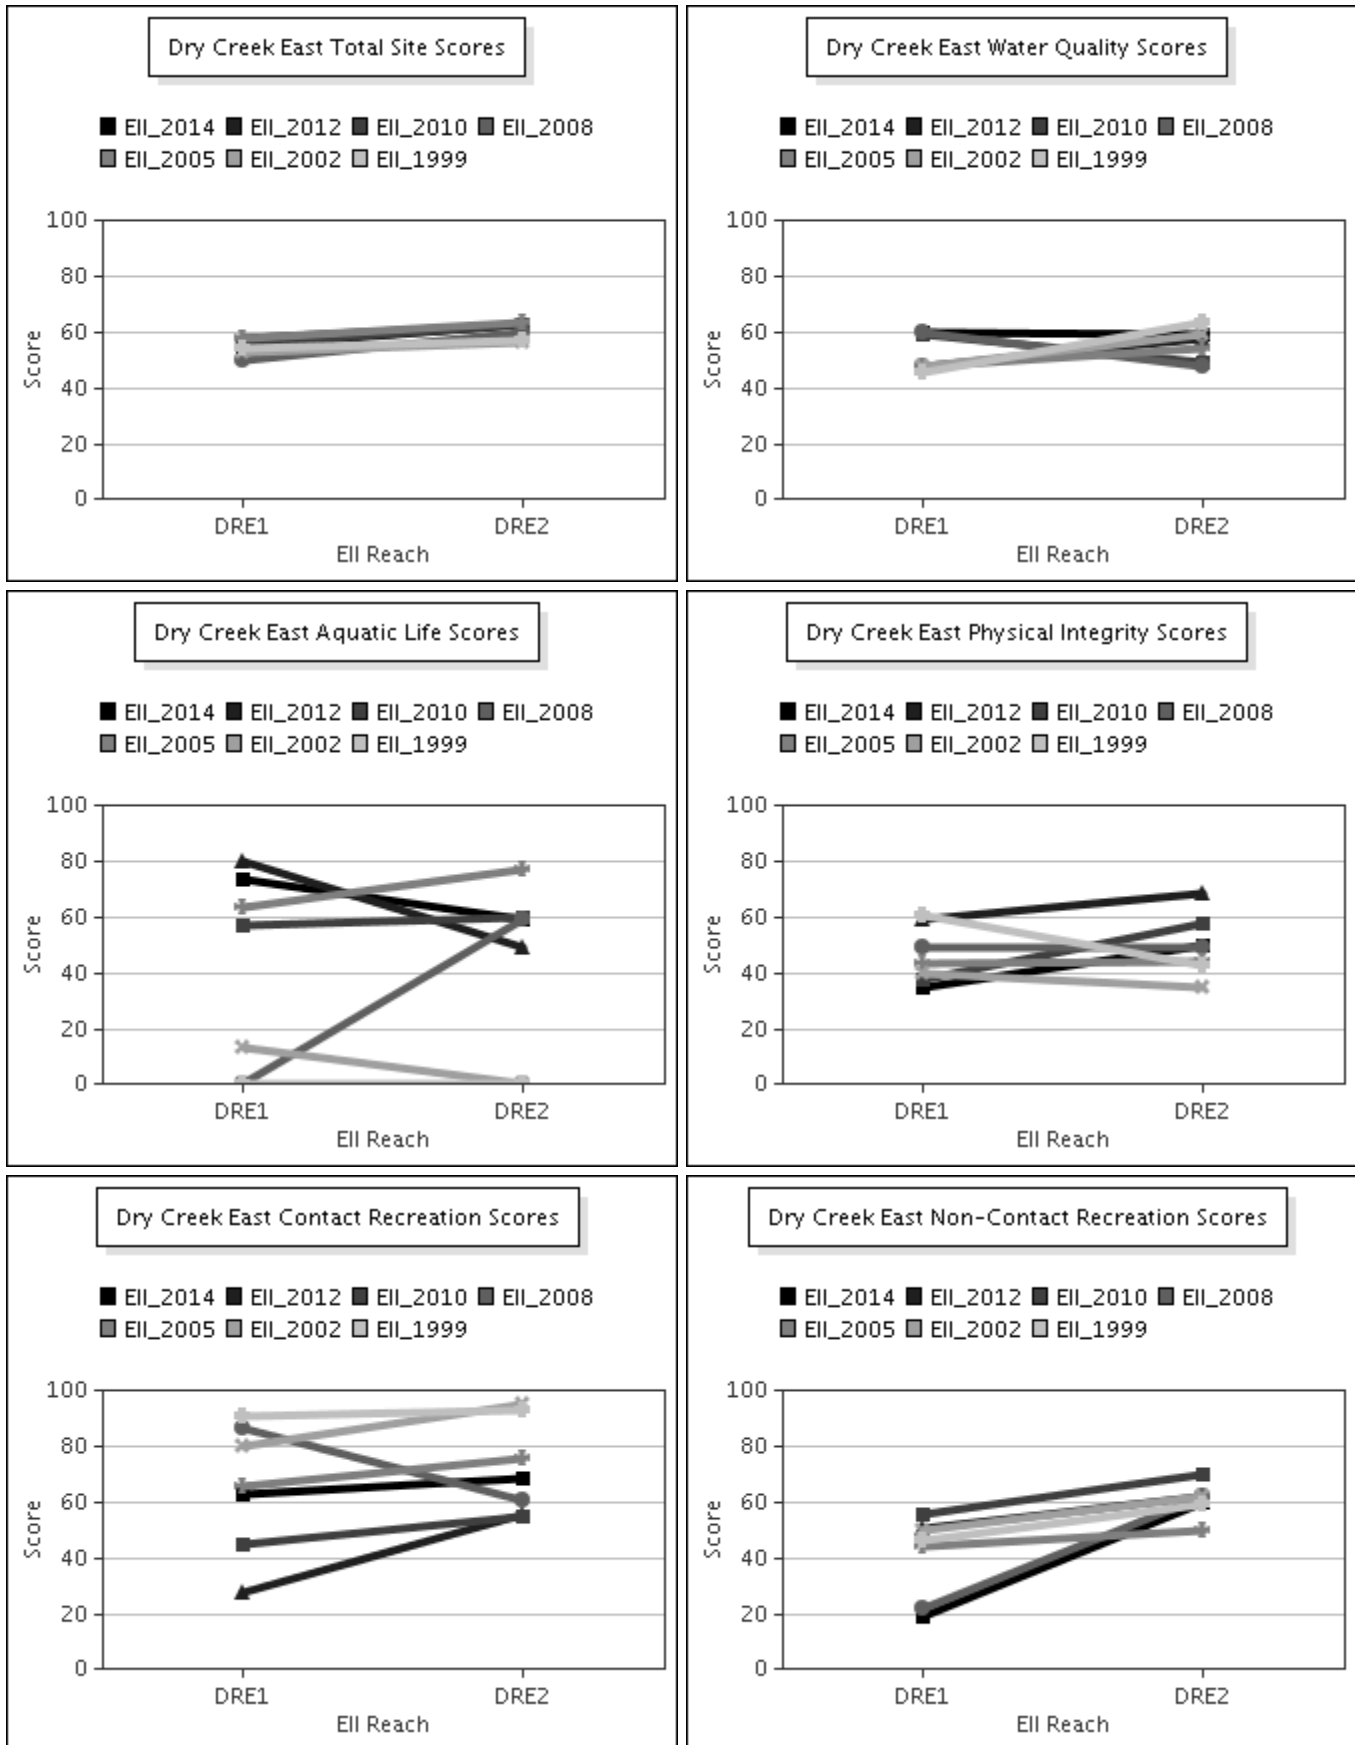 Dry Creek East Total Site Scores
EII_2014 EII_2012 EII_2010 EII_2008
EII_2005 EII_2002 EII_1999
100
80
60
40
20
0
Score
DRE1 DRE2
EII Reach
Dry Creek East Water Quality Scores
EII_2014 EII_2012 EII_2010 EII_2008
EII_2005 EII_2002 EII_1999
100
80
60
40
20
0
Score
DRE1 DRE2
EII Reach
Dry Creek East Aquatic Life Scores
EII_2014 EII_2012 EII_2010 EII_2008
EII_2005 EII_2002 EII_1999
100
80
60
40
20
0
Score
DRE1 DRE2
EII Reach
Dry Creek East Physical Integrity Scores
EII_2014 EII_2012 EII_2010 EII_2008
EII_2005 EII_2002 EII_1999
100
80
60
40
20
0
Score
DRE1 DRE2
EII Reach
Dry Creek East Contact Recreation Scores
EII_2014 EII_2012 EII_2010 EII_2008
EII_2005 EII_2002 EII_1999
100
80
60
40
20
0
Score
DRE1 DRE2
EII Reach
Dry Creek East Non-Contact Recreation Scores
EII_2014 EII_2012 EII_2010 EII_2008
EII_2005 EII_2002 EII_1999
100
80
60
40
20
0
Score
DRE1 DRE2
EII Reach